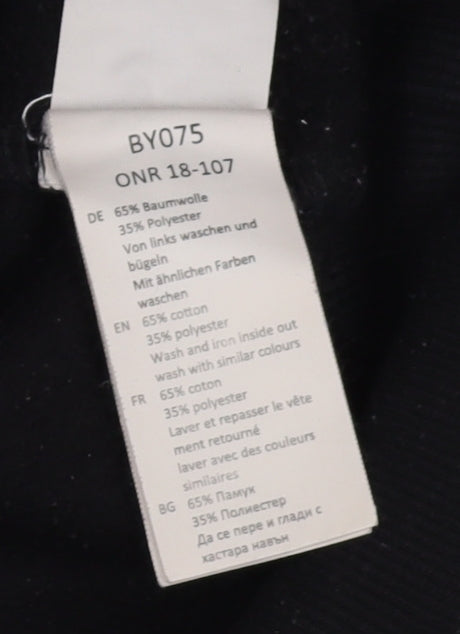 BY075
ONR 18-107
DE 65% Baumwolle
35% Polyester
Von links waschen und
bügeln
Mit ähnlichen Farben
waschen
EN 65% cotton
35% polyester
Wash and iron inside out
wash with similar colours
FR 65% coton
35% polyester
Laver et repasser le vête
ment retourné
laver avec des couleurs
similaires
BG 65% Памук
35% Полиестер
Да се пере и глади с
хастара навън